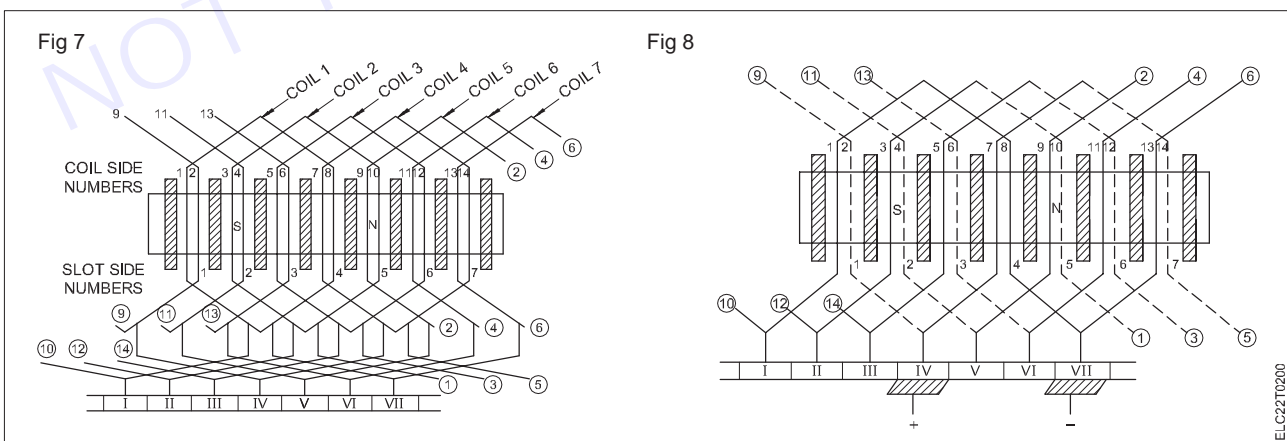 NOT
Fig 7
COIL 1
COIL 2
COIL 3
COIL 4
COIL 5
COIL 6
COIL 7
9 11 13
6
4
2
COIL SIDE
NUMBERS
1 2 3 4 5 6 7 8 9 10 11 12 13 14
S N
SLOT SIDE
NUMBERS
1 2 3 4 5 6 7
9 11 13 2 4 6
10 12 14 1 3 5
I II III IV V VI VII
Fig 8
9 11 13 2 4 6
1 2 3 4 5 6 7 8 9 10 11 12 13 14
S N
1 2 3 4 5 6 7
10 12 14 1 3 5
I II III IV V VI VII
+ −
ELC22T0200